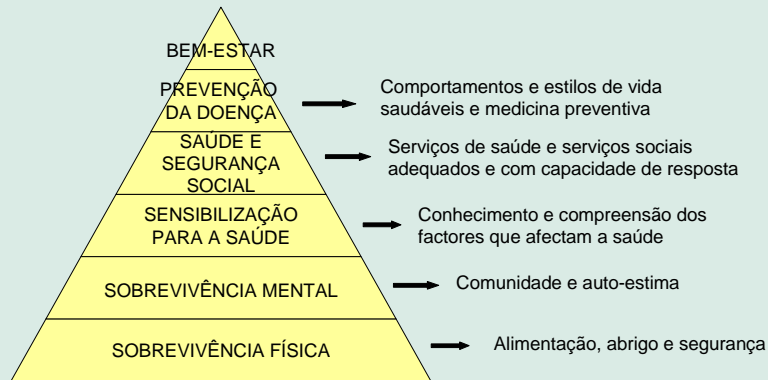 BEM-ESTAR
PREVENÇÃO
DA DOENÇA
Comportamentos e estilos de vida
saudáveis e medicina preventiva
SAÚDE E
SEGURANÇA
SOCIAL
Serviços de saúde e serviços sociais
adequados e com capacidade de resposta
SENSIBILIZAÇÃO
PARA A SAÚDE
Conhecimento e compreensão dos
factores que afectam a saúde
SOBREVIVÊNCIA MENTAL
Comunidade e auto-estima
SOBREVIVÊNCIA FÍSICA
Alimentação, abrigo e segurança